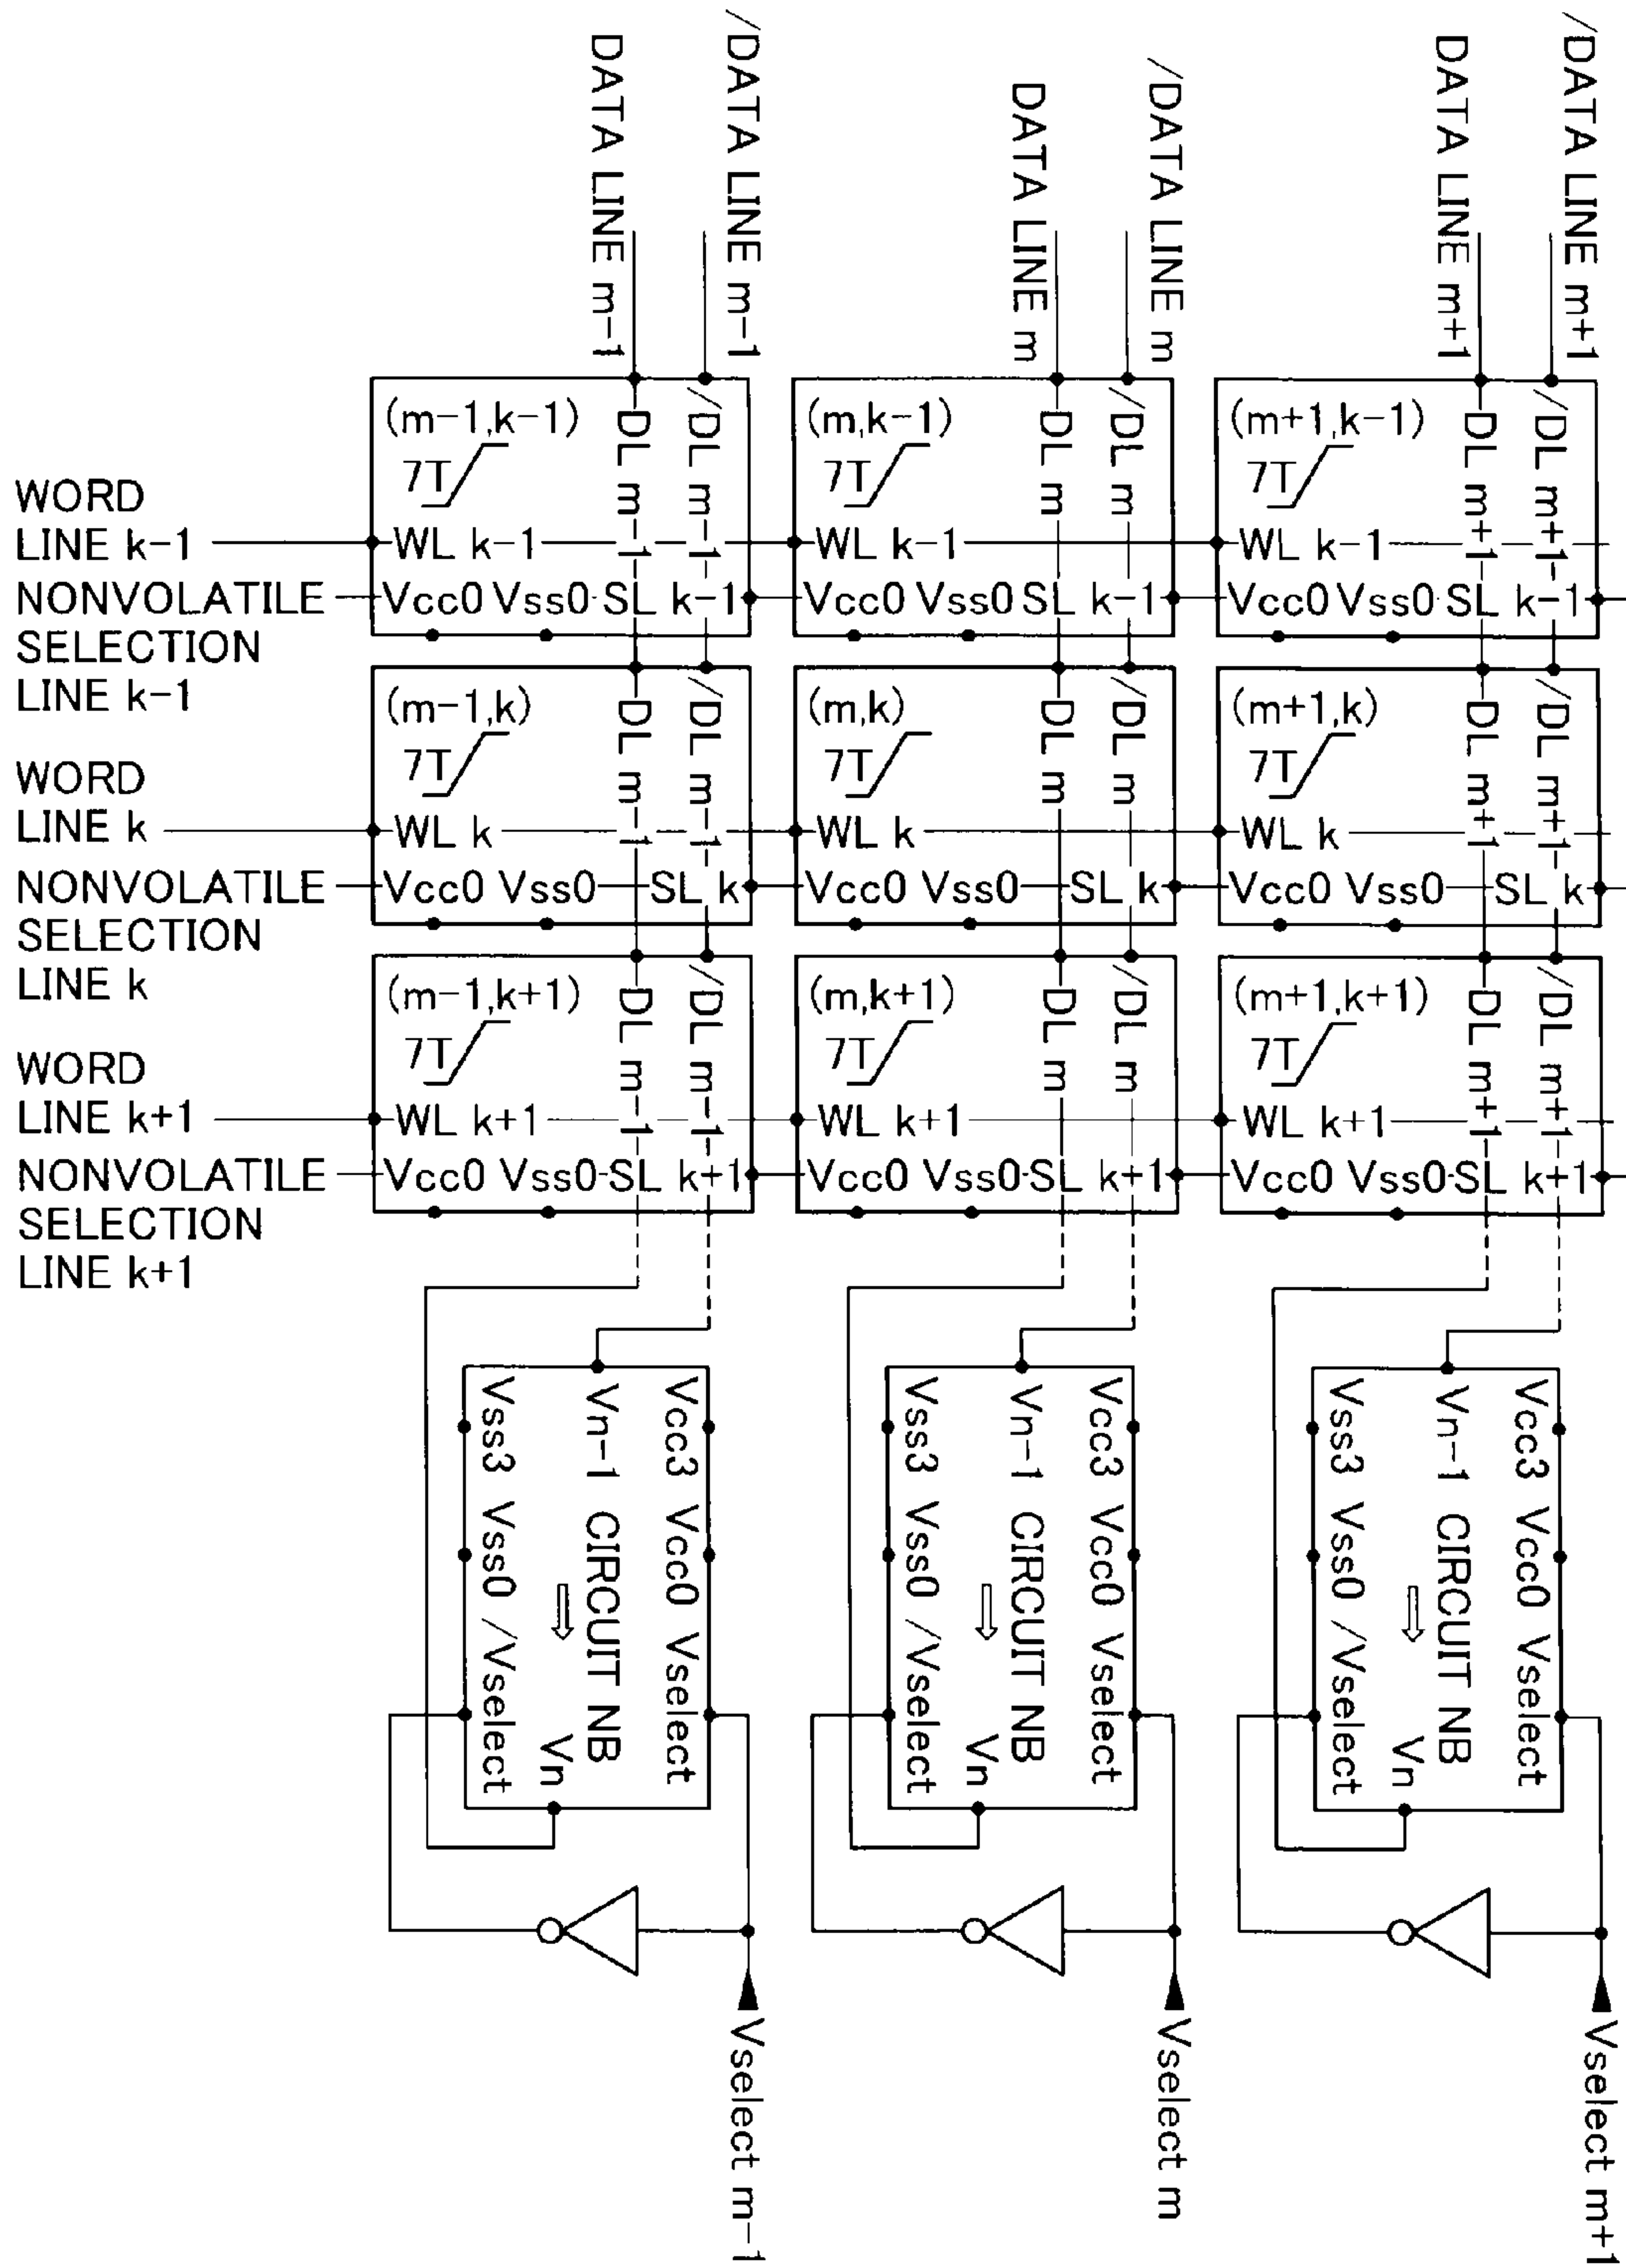 DATA LINE m-1
/DATA LINE m-1
DATA LINE m
/DATA LINE m
DATA LINE m+1
/DATA LINE m+1
(m-1,k-1)
7T
DL m-1
/DL m-1
WL k-1
Vcc0 Vss0 SL k-1
(m,k-1)
7T
DL m
/DL m
WL k-1
Vcc0 Vss0 SL k-1
(m+1,k-1)
7T
DL m+1
/DL m+1
WL k-1
Vcc0 Vss0 SL k-1
WORD
LINE k-1
NONVOLATILE
SELECTION
LINE k-1
(m-1,k)
7T
DL m-1
/DL m-1
WL k
Vcc0 Vss0 SL k
(m,k)
7T
DL m
/DL m
WL k
Vcc0 Vss0 SL k
(m+1,k)
7T
DL m+1
/DL m+1
WL k
Vcc0 Vss0 SL k
WORD
LINE k
NONVOLATILE
SELECTION
LINE k
(m-1,k+1)
7T
DL m-1
/DL m-1
WL k+1
Vcc0 Vss0 SL k+1
(m,k+1)
7T
DL m
/DL m
WL k+1
Vcc0 Vss0 SL k+1
(m+1,k+1)
7T
DL m+1
/DL m+1
WL k+1
Vcc0 Vss0 SL k+1
WORD
LINE k+1
NONVOLATILE
SELECTION
LINE k+1
Vcc3 Vcc0 Vselect
Vn-1 CIRCUIT NB
Vn
Vss3 Vss0 /Vselect
Vcc3 Vcc0 Vselect
Vn-1 CIRCUIT NB
Vn
Vss3 Vss0 /Vselect
Vcc3 Vcc0 Vselect
Vn-1 CIRCUIT NB
Vn
Vss3 Vss0 /Vselect
Vselect m-1
Vselect m
Vselect m+1